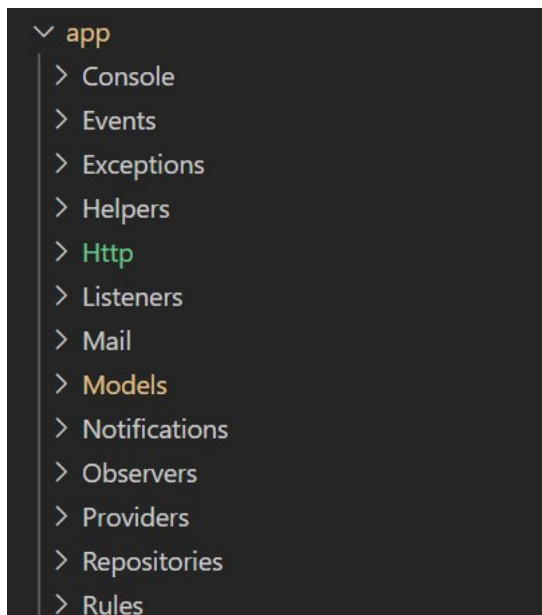 app
Console
Events
Exceptions
Helpers
Http
Listeners
Mail
Models
Notifications
Observers
Providers
Repositories
Rules